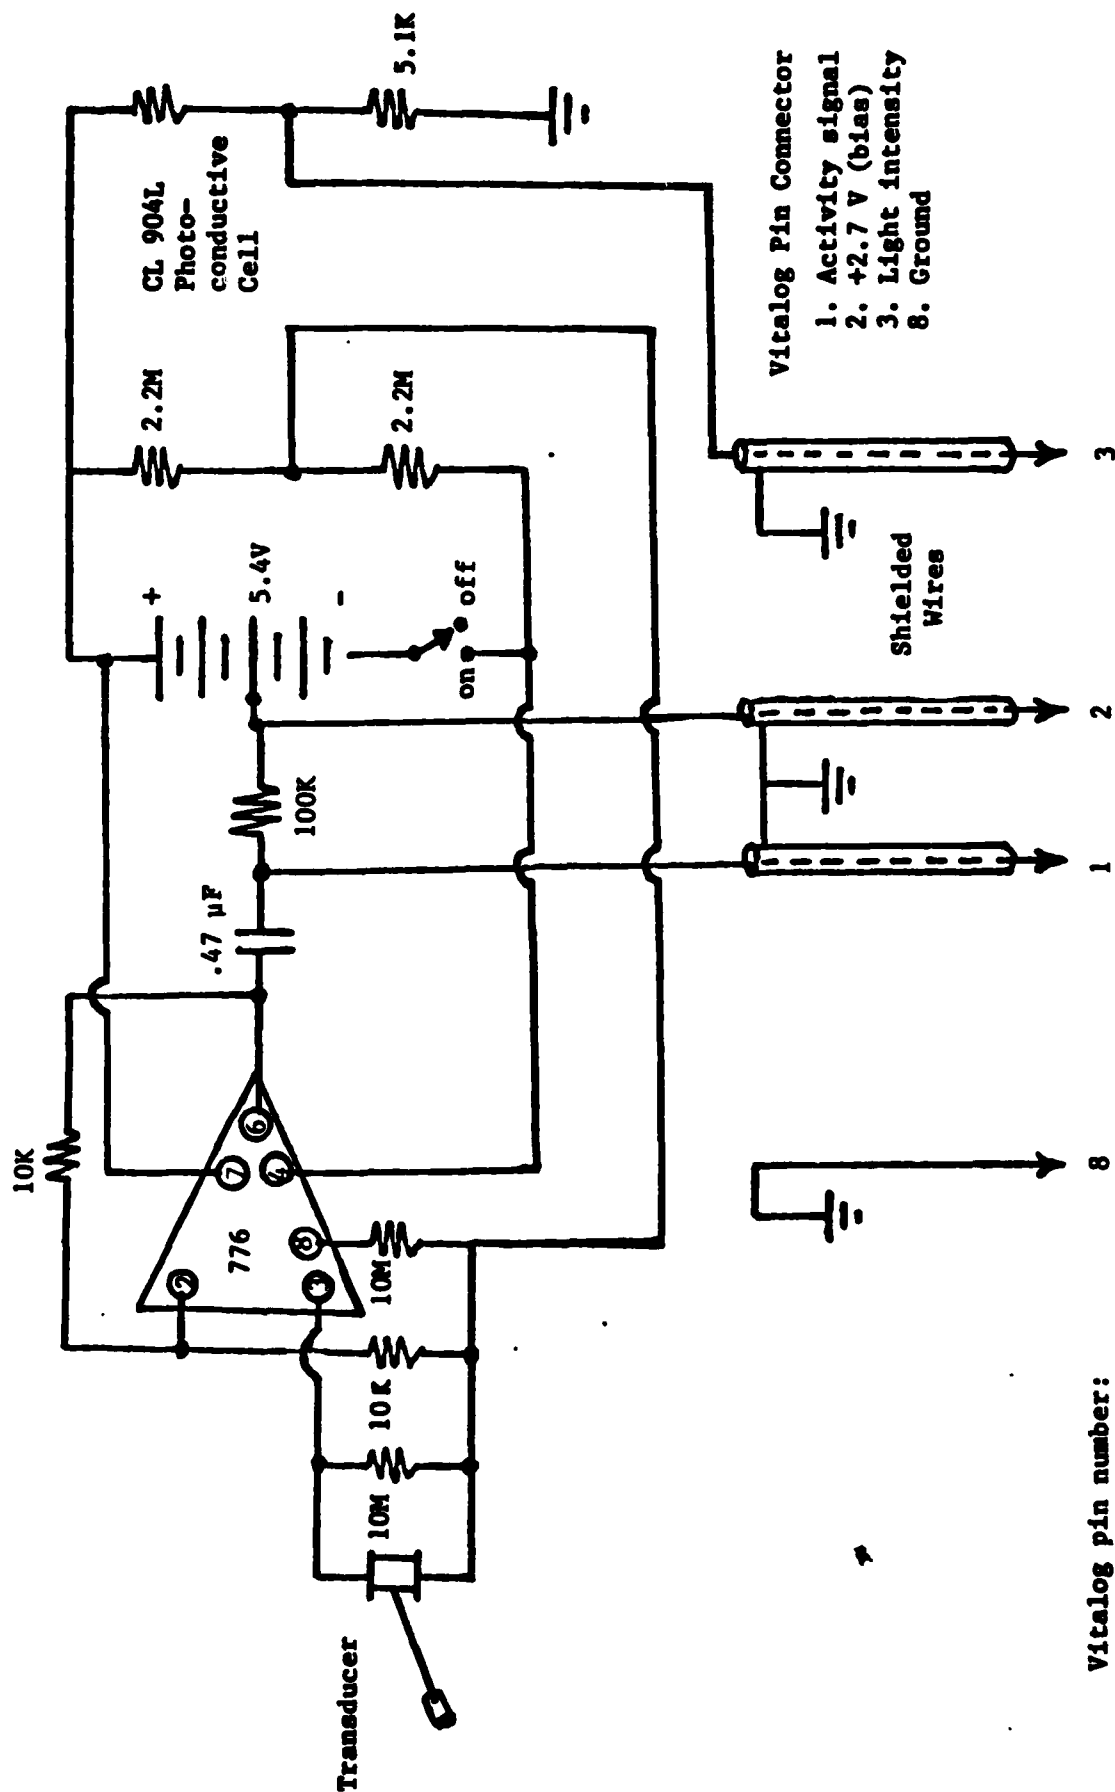 10K
CL 904L
Photo-
conductive
Cell
5.1K
2.2M
2.2M
+
5.4V
-
on
off
100K
.47 µF
776
2
3
4
6
7
8
10M
10K
10M
Transducer
Shielded
Wires
Vitalog Pin Connector
1. Activity signal
2. +2.7 V (bias)
3. Light intensity
8. Ground
Vitalog pin number:
8
1
2
3